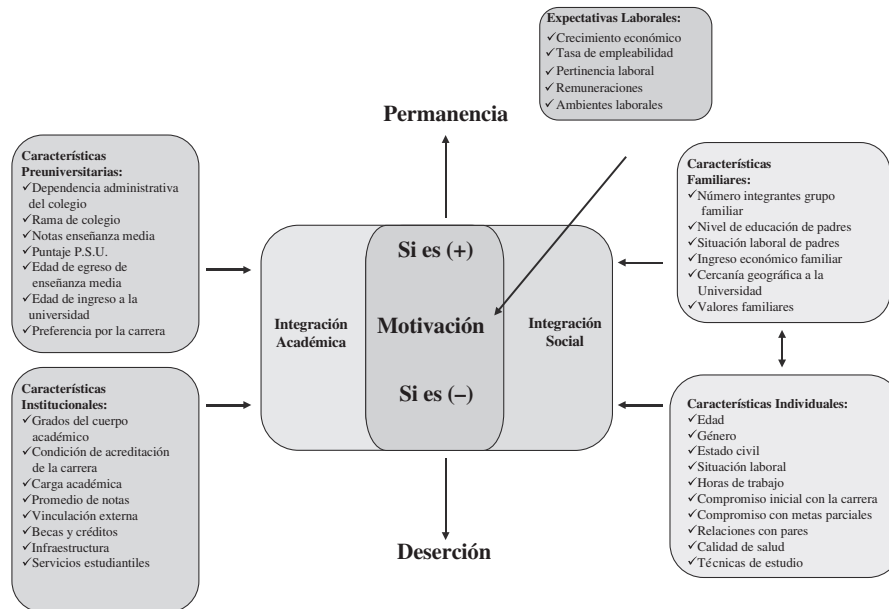 Expectativas Laborales:
✓Crecimiento económico
✓Tasa de empleabilidad
✓Pertinencia laboral
✓Remuneraciones
✓Ambientes laborales
Permanencia
Características
Preuniversitarias:
✓Dependencia administrativa
del colegio
✓Rama de colegio
✓Notas enseñanza media
✓Puntaje P.S.U.
✓Edad de egreso de
enseñanza media
✓Edad de ingreso a la
universidad
✓Preferencia por la carrera
Características
Institucionales:
✓Grados del cuerpo
académico
✓Condición de acreditación
de la carrera
✓Carga académica
✓Promedio de notas
✓Vinculación externa
✓Becas y créditos
✓Infraestructura
✓Servicios estudiantiles
Integración
Académica
Si es (+)
Motivación
Si es (–)
Integración
Social
Deserción
Características
Familiares:
✓Número integrantes grupo
familiar
✓Nivel de educación de padres
✓Situación laboral de padres
✓Ingreso económico familiar
✓Cercanía geográfica a la
Universidad
✓Valores familiares
Características Individuales:
✓Edad
✓Género
✓Estado civil
✓Situación laboral
✓Horas de trabajo
✓Compromiso inicial con la carrera
✓Compromiso con metas parciales
✓Relaciones con pares
✓Calidad de salud
✓Técnicas de estudio